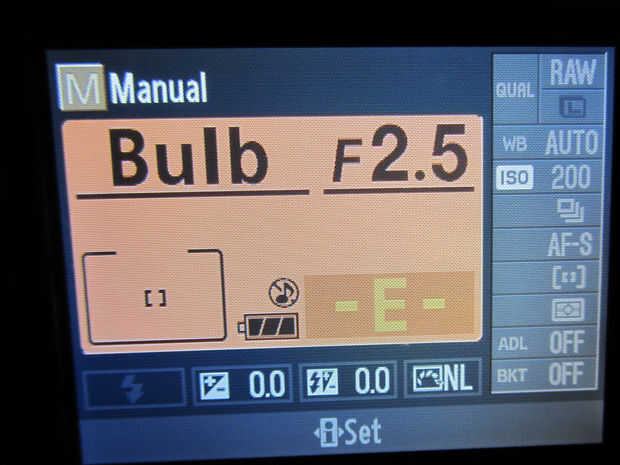 M Manual
Bulb F2.5
[ ]
-E-
0.0 0.0 NL
Set
QUAL RAW
L
WB AUTO
ISO 200
AF-S
[ ]
ADL OFF
BKT OFF